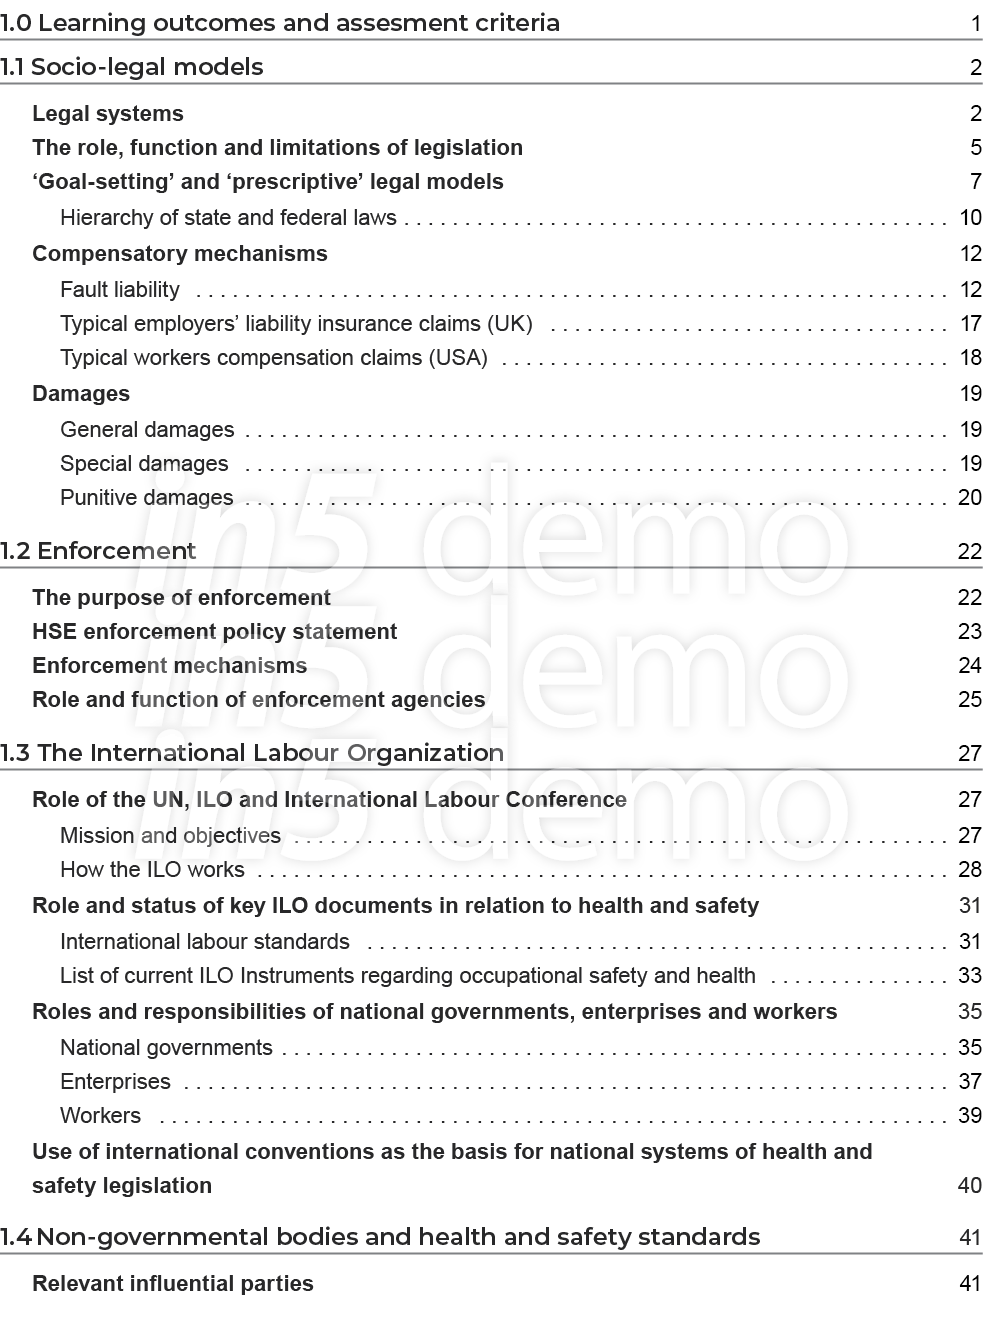 1.0 Learning outcomes and assesment criteria 1
1.1 Socio-legal models 2
Legal systems 2
The role, function and limitations of legislation 5
‘Goal-setting’ and ‘prescriptive’ legal models 7
Hierarchy of state and federal laws . . . . . . . . . . . . . . . . . . . . . . . . . . . . . . . . . . . . . . . . . . . . . 10
Compensatory mechanisms 12
Fault liability . . . . . . . . . . . . . . . . . . . . . . . . . . . . . . . . . . . . . . . . . . . . . . . . . . . . . . . . . . . . . . 12
Typical employers’ liability insurance claims (UK) . . . . . . . . . . . . . . . . . . . . . . . . . . . . . . . . . 17
Typical workers compensation claims (USA) . . . . . . . . . . . . . . . . . . . . . . . . . . . . . . . . . . . . . 18
Damages 19
General damages . . . . . . . . . . . . . . . . . . . . . . . . . . . . . . . . . . . . . . . . . . . . . . . . . . . . . . . . . . 19
Special damages . . . . . . . . . . . . . . . . . . . . . . . . . . . . . . . . . . . . . . . . . . . . . . . . . . . . . . . . . . 19
Punitive damages . . . . . . . . . . . . . . . . . . . . . . . . . . . . . . . . . . . . . . . . . . . . . . . . . . . . . . . . . . 20
in5 demo
1.2 Enforcement 22
The purpose of enforcement 22
HSE enforcement policy statement 23
in5 demo
Enforcement mechanisms 24
Role and function of enforcement agencies 25
1.3 The International Labour Organization 27
Role of the UN, ILO and International Labour Conference 27
in5 demo
Mission and objectives . . . . . . . . . . . . . . . . . . . . . . . . . . . . . . . . . . . . . . . . . . . . . . . . . . . . . . 27
How the ILO works . . . . . . . . . . . . . . . . . . . . . . . . . . . . . . . . . . . . . . . . . . . . . . . . . . . . . . . . . 28
Role and status of key ILO documents in relation to health and safety 31
International labour standards . . . . . . . . . . . . . . . . . . . . . . . . . . . . . . . . . . . . . . . . . . . . . . . . 31
List of current ILO Instruments regarding occupational safety and health . . . . . . . . . . . . . . . 33
Roles and responsibilities of national governments, enterprises and workers 35
National governments . . . . . . . . . . . . . . . . . . . . . . . . . . . . . . . . . . . . . . . . . . . . . . . . . . . . . . . 35
Enterprises . . . . . . . . . . . . . . . . . . . . . . . . . . . . . . . . . . . . . . . . . . . . . . . . . . . . . . . . . . . . . . . 37
Workers . . . . . . . . . . . . . . . . . . . . . . . . . . . . . . . . . . . . . . . . . . . . . . . . . . . . . . . . . . . . . . . . . 39
Use of international conventions as the basis for national systems of health and
safety legislation 40
1.4 Non-governmental bodies and health and safety standards 41
Relevant influential parties 41